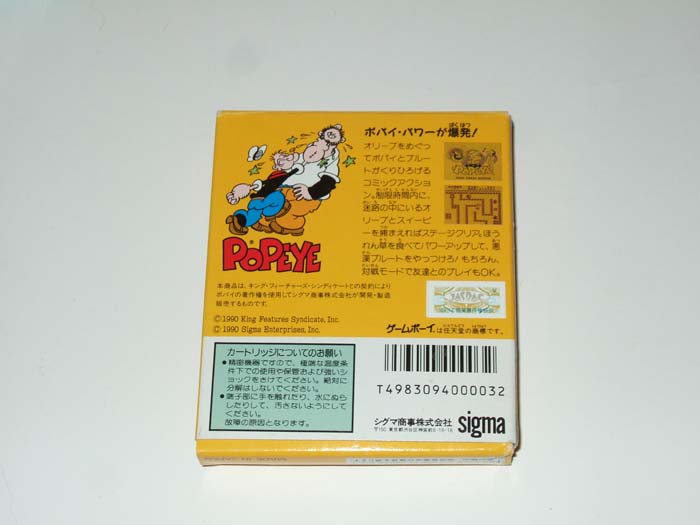 ポパイ・パワーが爆発!
オリーブをめぐっ
てポパイとブルー
トがくりひろげる
コミックアクショ
ン。制限時間内に、
迷路の中にいるオ
リーブとスイーピ
ーを捕まえればステージクリア。ほう
れん草を食べてパワーアップして、悪
漢ブルートをやっつけろ!もちろん、
対戦モードで友達とのプレイもOK。
POPEYE
本商品は、キング・フィーチャーズ・シンディケートとの契約により
ポパイの著作権を使用してシグマ商事株式会社が開発・製造
販売するものです。
©1990 King Features Syndicate, Inc.
©1990 Sigma Enterprises, Inc.
JASRAC
ゲームボーイは任天堂の商標です。
カートリッジについてのお願い
●精密機器ですので、極端な温度条
件下での使用や保管および強いシ
ョックをさけてください。絶対に
分解はしないでください。
●端子部に手を触れたり、水にぬら
したりして、汚さないようにして
ください。
故障の原因となります。
T4983094000032
シグマ商事株式会社
sigma
〒150 東京都渋谷区神宮前6-19-16